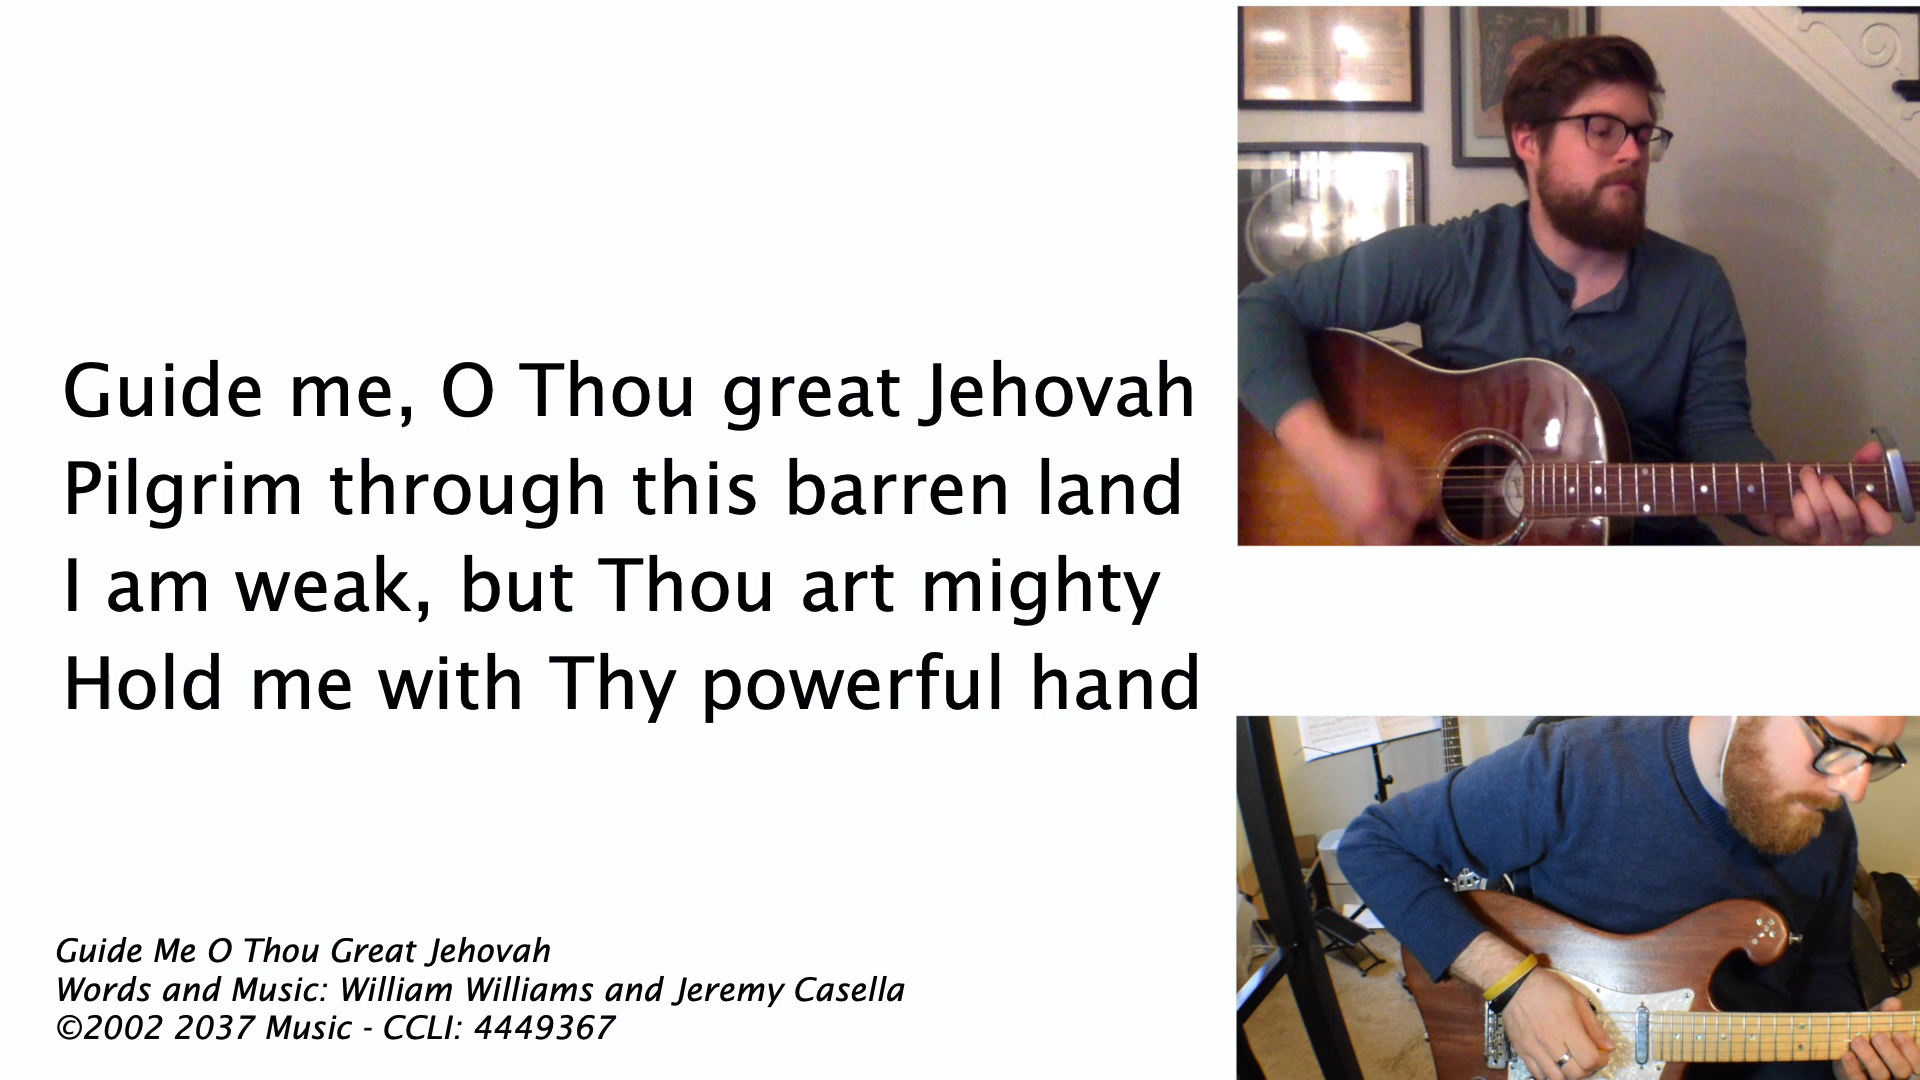 Guide me, O Thou great Jehovah
Pilgrim through this barren land
I am weak, but Thou art mighty
Hold me with Thy powerful hand
Guide Me O Thou Great Jehovah
Words and Music: William Williams and Jeremy Casella
©2002 2037 Music - CCLI: 4449367